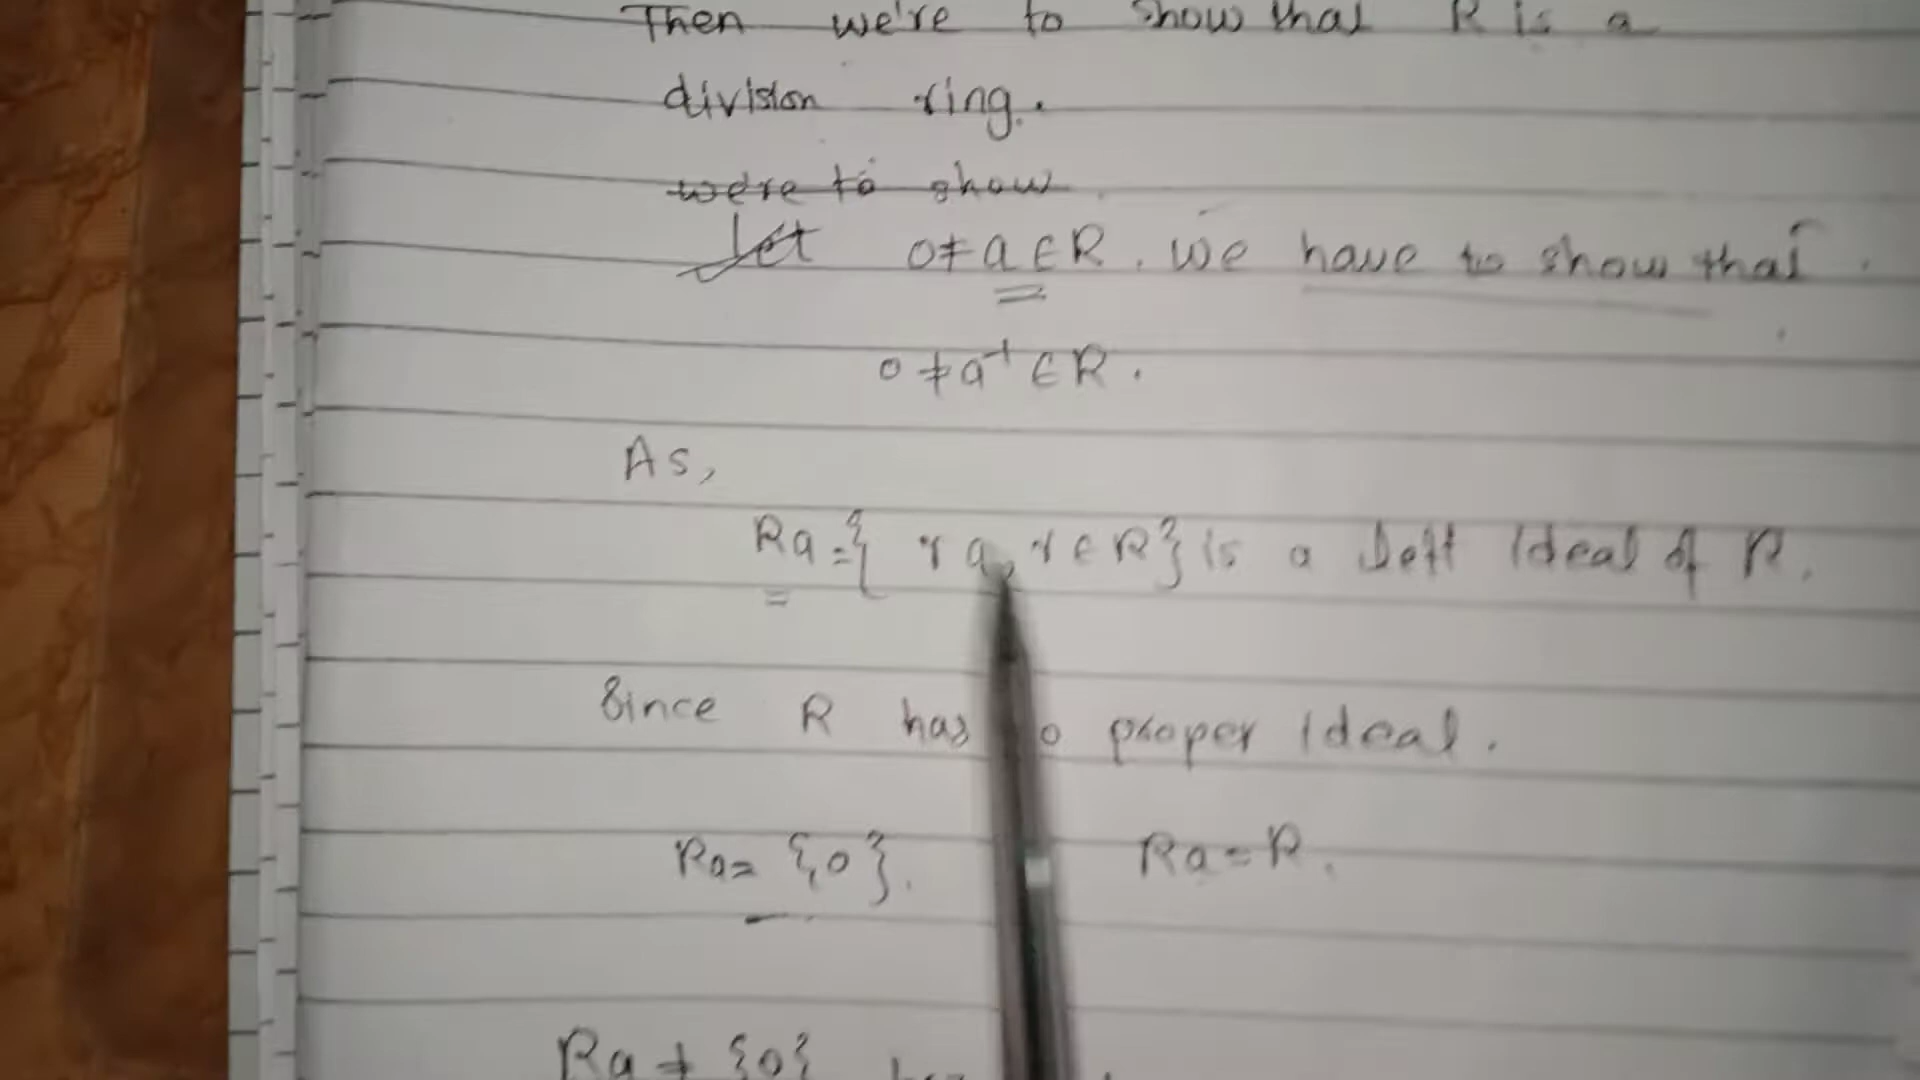 Then we're to show that R is a
division ring.
we're to show
Let 0≠a∈R. We have to show that
0≠a⁻¹∈R.
As,
Ra={ra, r∈R} is a left ideal of R.
Since R has o proper ideal.
Ra= {0}. Ra=R.
Ra ≠ {0}